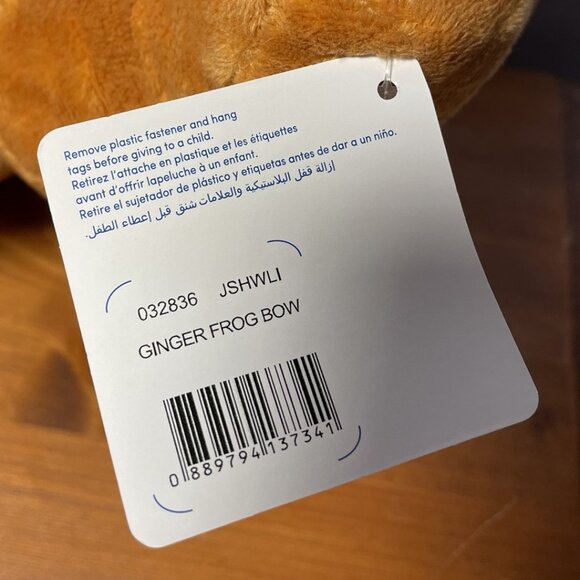 Remove plastic fastener and hang
tags before giving to a child.
Retirez l'attache en plastique et les étiquettes
avant d'offrir lapeluche à un enfant.
Retire el sujetador de plástico y etiquetas antes de dar a un niño.
إزالة قفل البلاستيكية والعلامات شنق قبل إعطاء الطفل.
032836 JSHWLI
GINGER FROG BOW
0 889794 137341